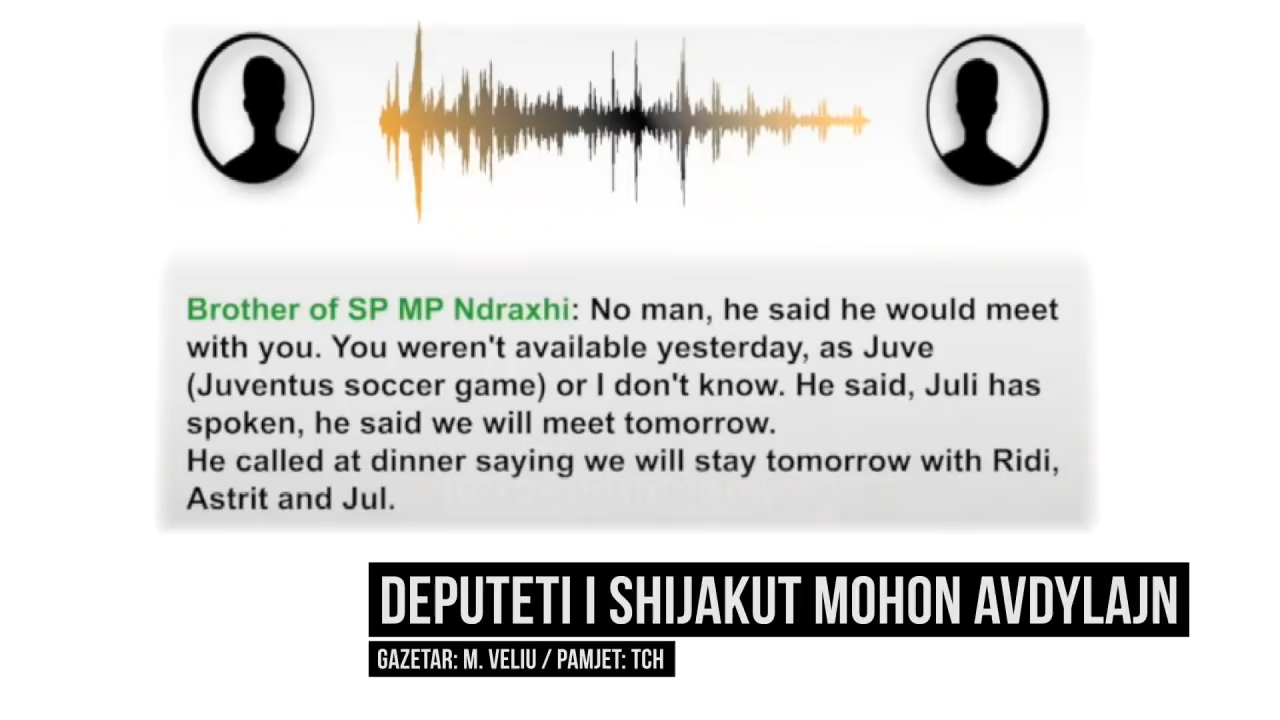 Brother of SP MP Ndraxhi: No man, he said he would meet
with you. You weren't available yesterday, as Juve
(Juventus soccer game) or I don't know. He said, Juli has
spoken, he said we will meet tomorrow.
He called at dinner saying we will stay tomorrow with Ridi,
Astrit and Jul.
DEPUTETI I SHIJAKUT MOHON AVDYLAJN
GAZETAR: M. VELIU / PAMJET: TCH